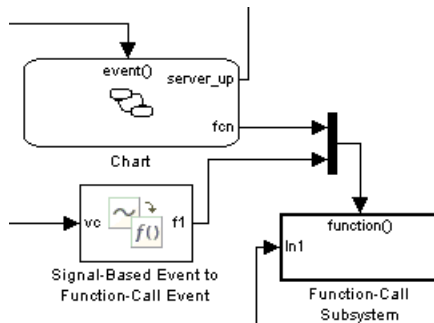 event()
server_up
fcn
Chart
vc
f()
f1
Signal-Based Event to
Function-Call Event
function()
In1
Function-Call
Subsystem